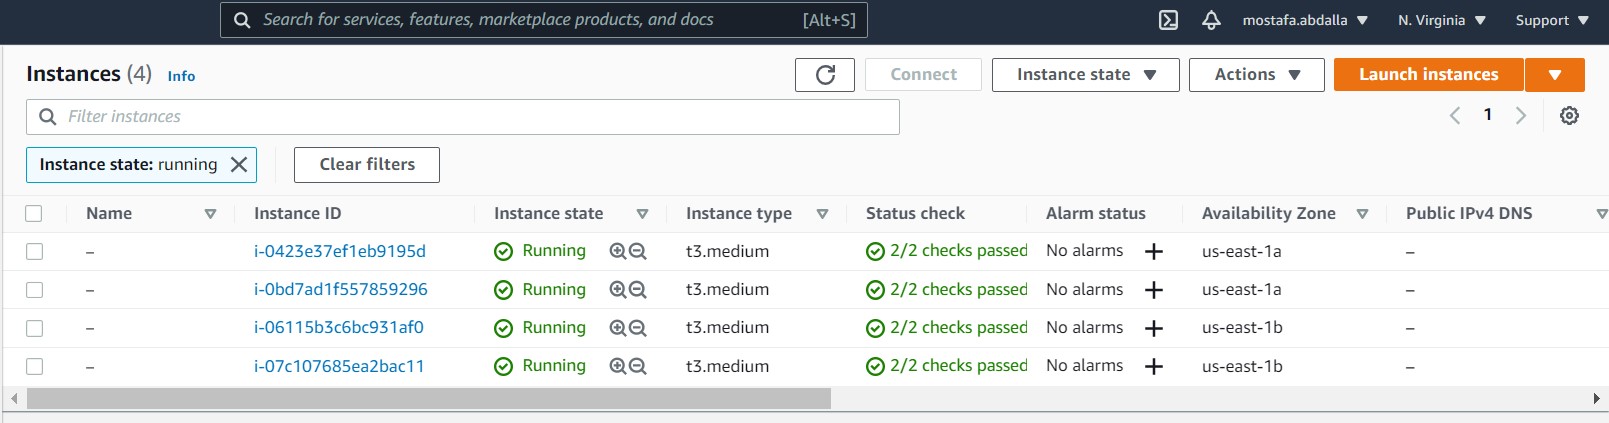 Search for services, features, marketplace products, and docs [Alt+S] mostafa.abdalla N. Virginia Support
Instances (4) Info Connect Instance state Actions Launch instances
Filter instances 1
Instance state: running Clear filters
Name Instance ID Instance state Instance type Status check Alarm status Availability Zone Public IPv4 DNS
– i-0423e37ef1eb9195d Running t3.medium 2/2 checks passed No alarms + us-east-1a –
– i-0bd7ad1f557859296 Running t3.medium 2/2 checks passed No alarms + us-east-1a –
– i-06115b3c6bc931af0 Running t3.medium 2/2 checks passed No alarms + us-east-1b –
– i-07c107685ea2bac11 Running t3.medium 2/2 checks passed No alarms + us-east-1b –